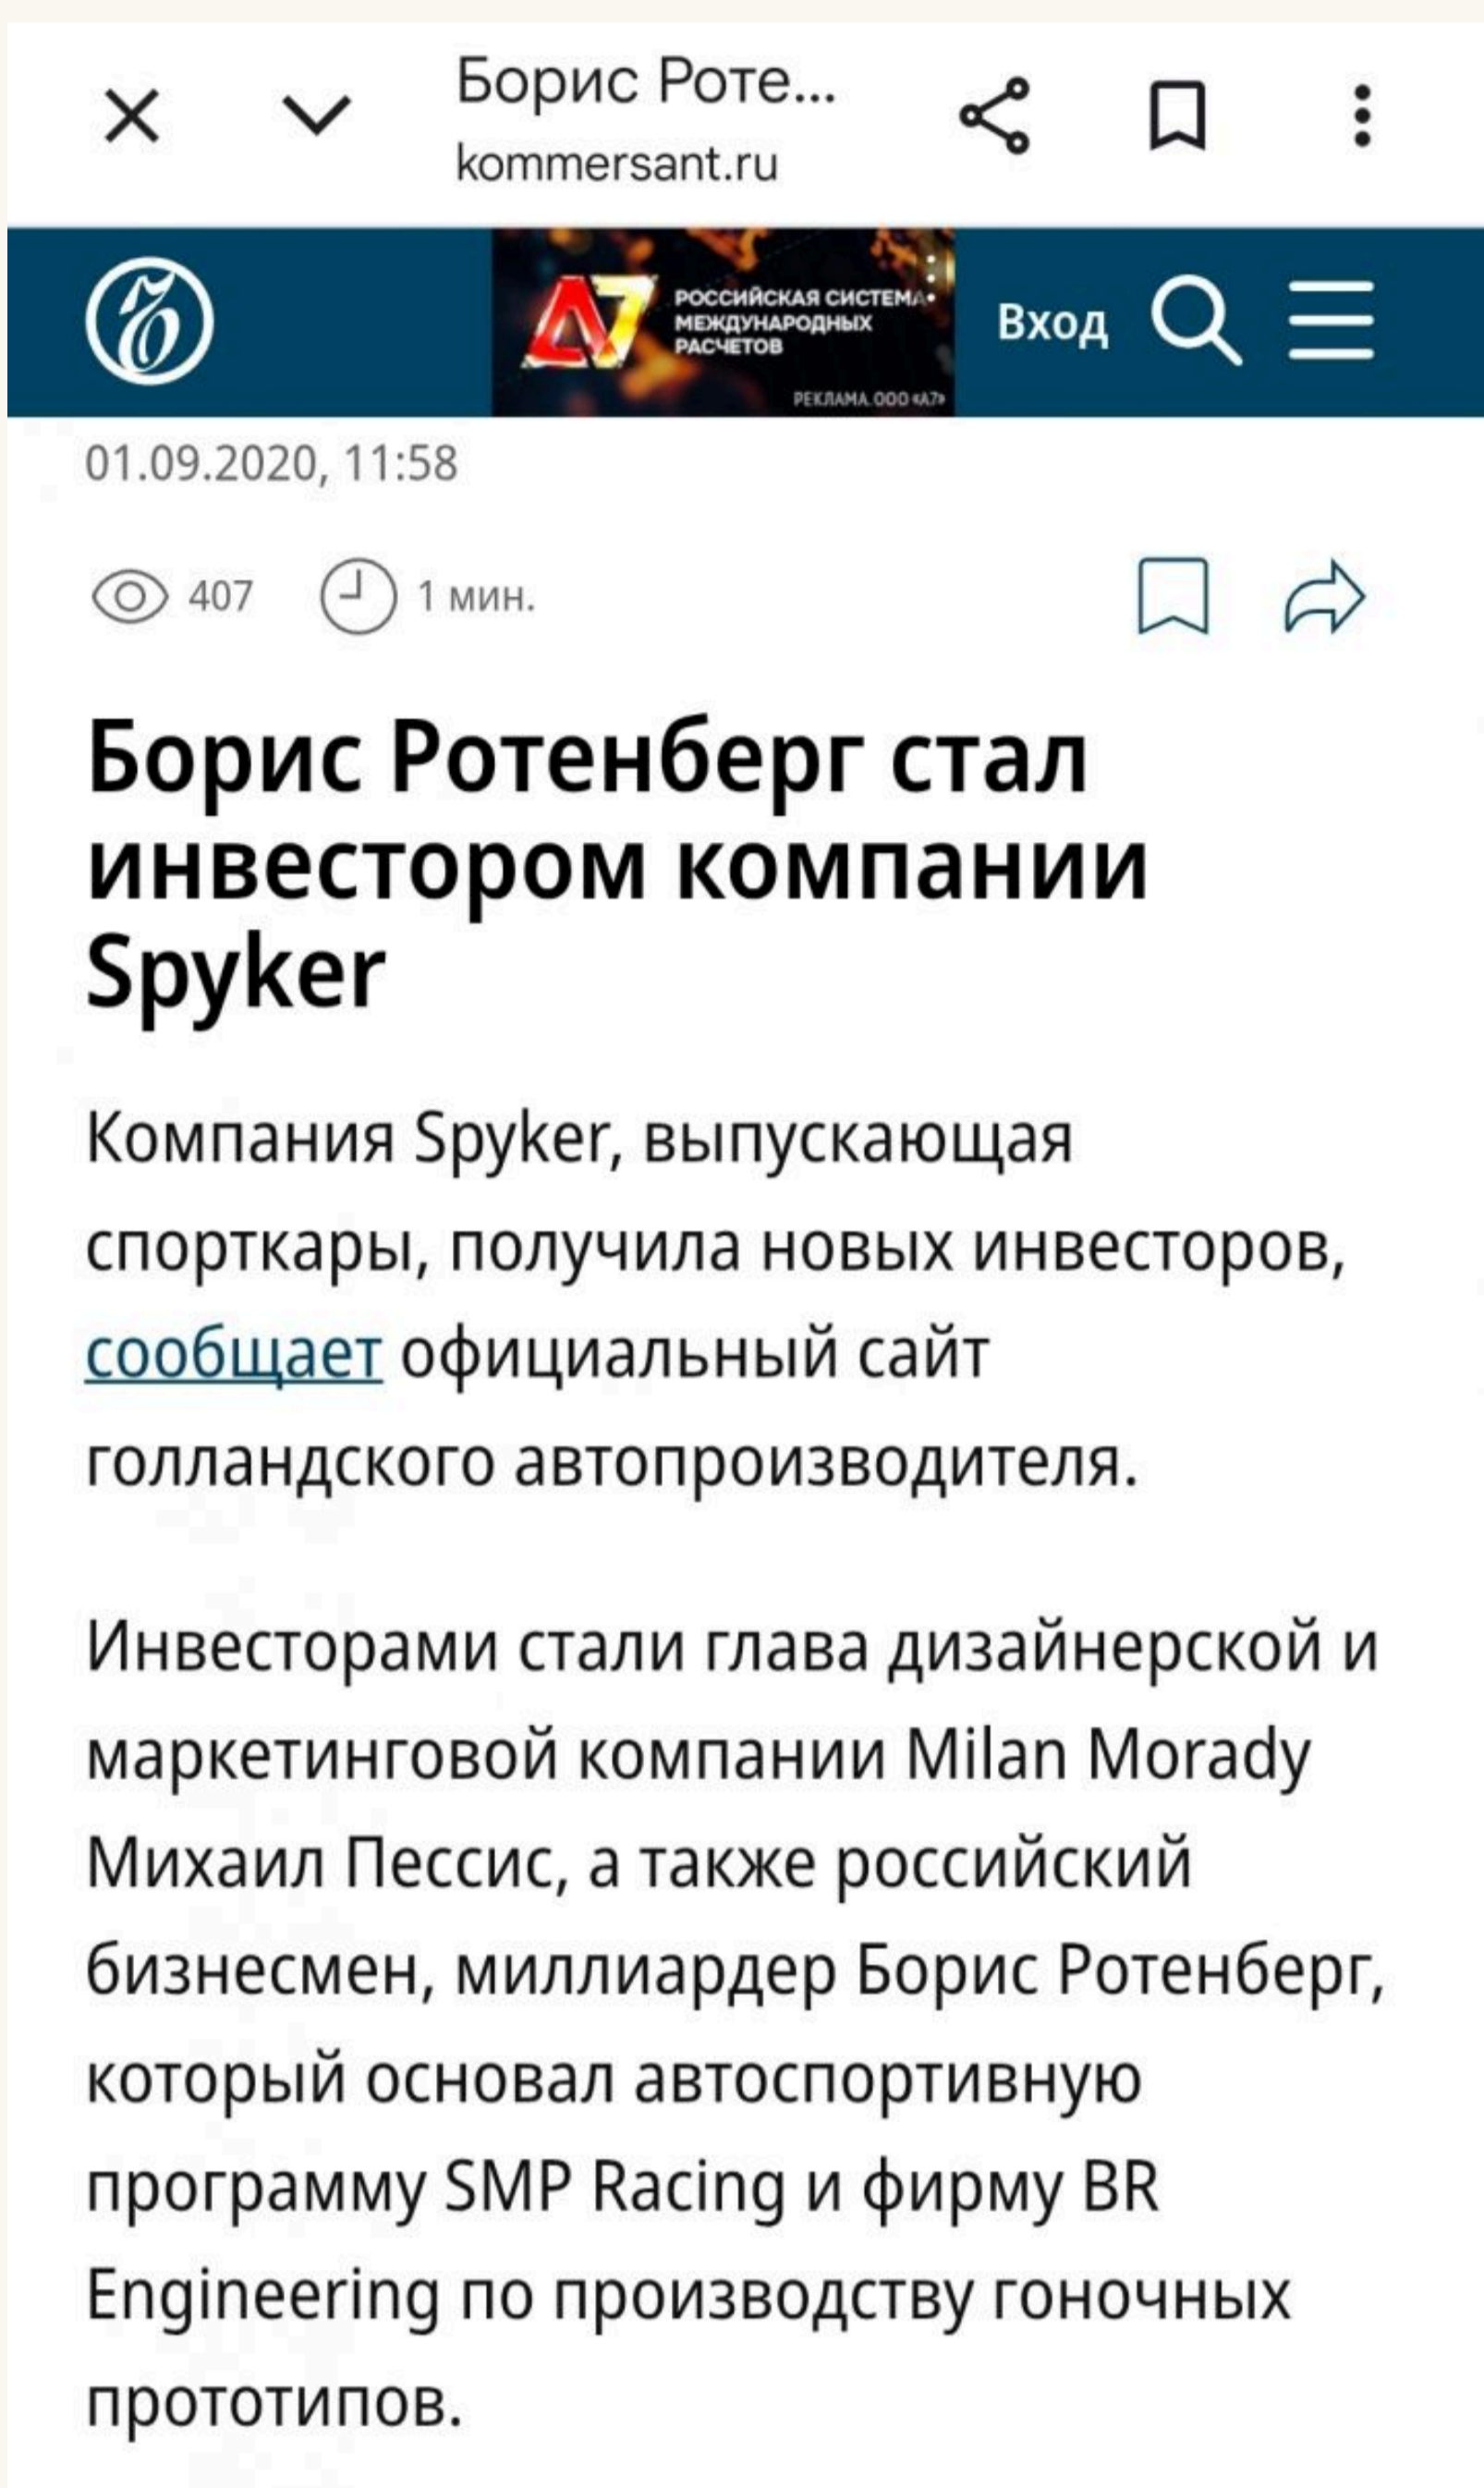 Борис Роте...
kommersant.ru
А7
РОССИЙСКАЯ СИСТЕМА
МЕЖДУНАРОДНЫХ
РАСЧЕТОВ
РЕКЛАМА. ООО «А7»
Вход
01.09.2020, 11:58
407 1 мин.
Борис Ротенберг стал
инвестором компании
Spyker
Компания Spyker, выпускающая
спорткары, получила новых инвесторов,
сообщает официальный сайт
голландского автопроизводителя.
Инвесторами стали глава дизайнерской и
маркетинговой компании Milan Morady
Михаил Пессис, а также российский
бизнесмен, миллиардер Борис Ротенберг,
который основал автоспортивную
программу SMP Racing и фирму BR
Engineering по производству гоночных
прототипов.